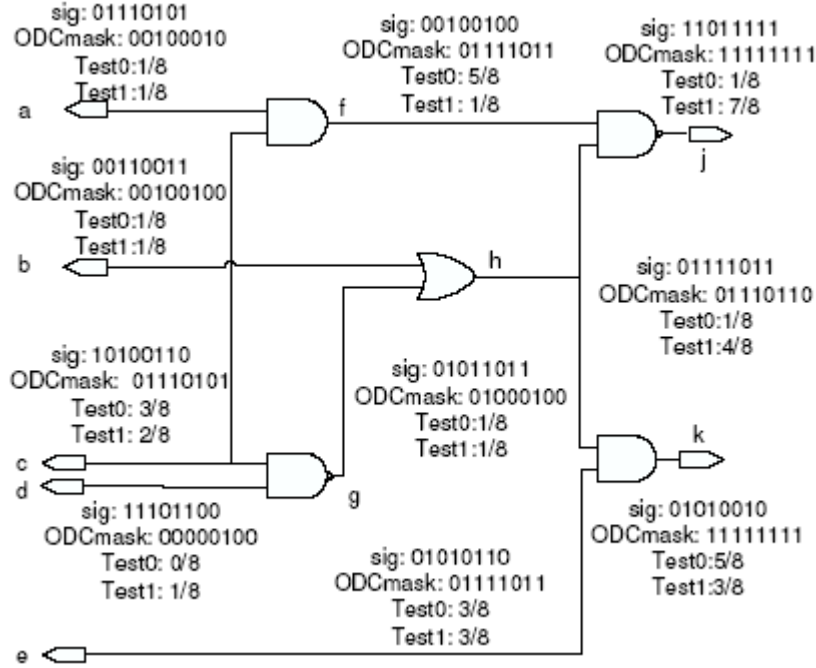 sig: 01110101
ODCmask: 00100010
Test0:1/8
Test1:1/8
a
sig: 00100100
ODCmask: 01111011
Test0: 5/8
Test1: 1/8
f
sig: 11011111
ODCmask: 11111111
Test0: 1/8
Test1: 7/8
j
sig: 00110011
ODCmask: 00100100
Test0:1/8
Test1:1/8
b
h
sig: 01111011
ODCmask: 01110110
Test0:1/8
Test1:4/8
sig: 10100110
ODCmask: 01110101
Test0: 3/8
Test1: 2/8
c
d
sig: 01011011
ODCmask: 01000100
Test0:1/8
Test1:1/8
g
k
sig: 11101100
ODCmask: 00000100
Test0: 0/8
Test1: 1/8
sig: 01010110
ODCmask: 01111011
Test0: 3/8
Test1: 3/8
sig: 01010010
ODCmask: 11111111
Test0:5/8
Test1:3/8
e